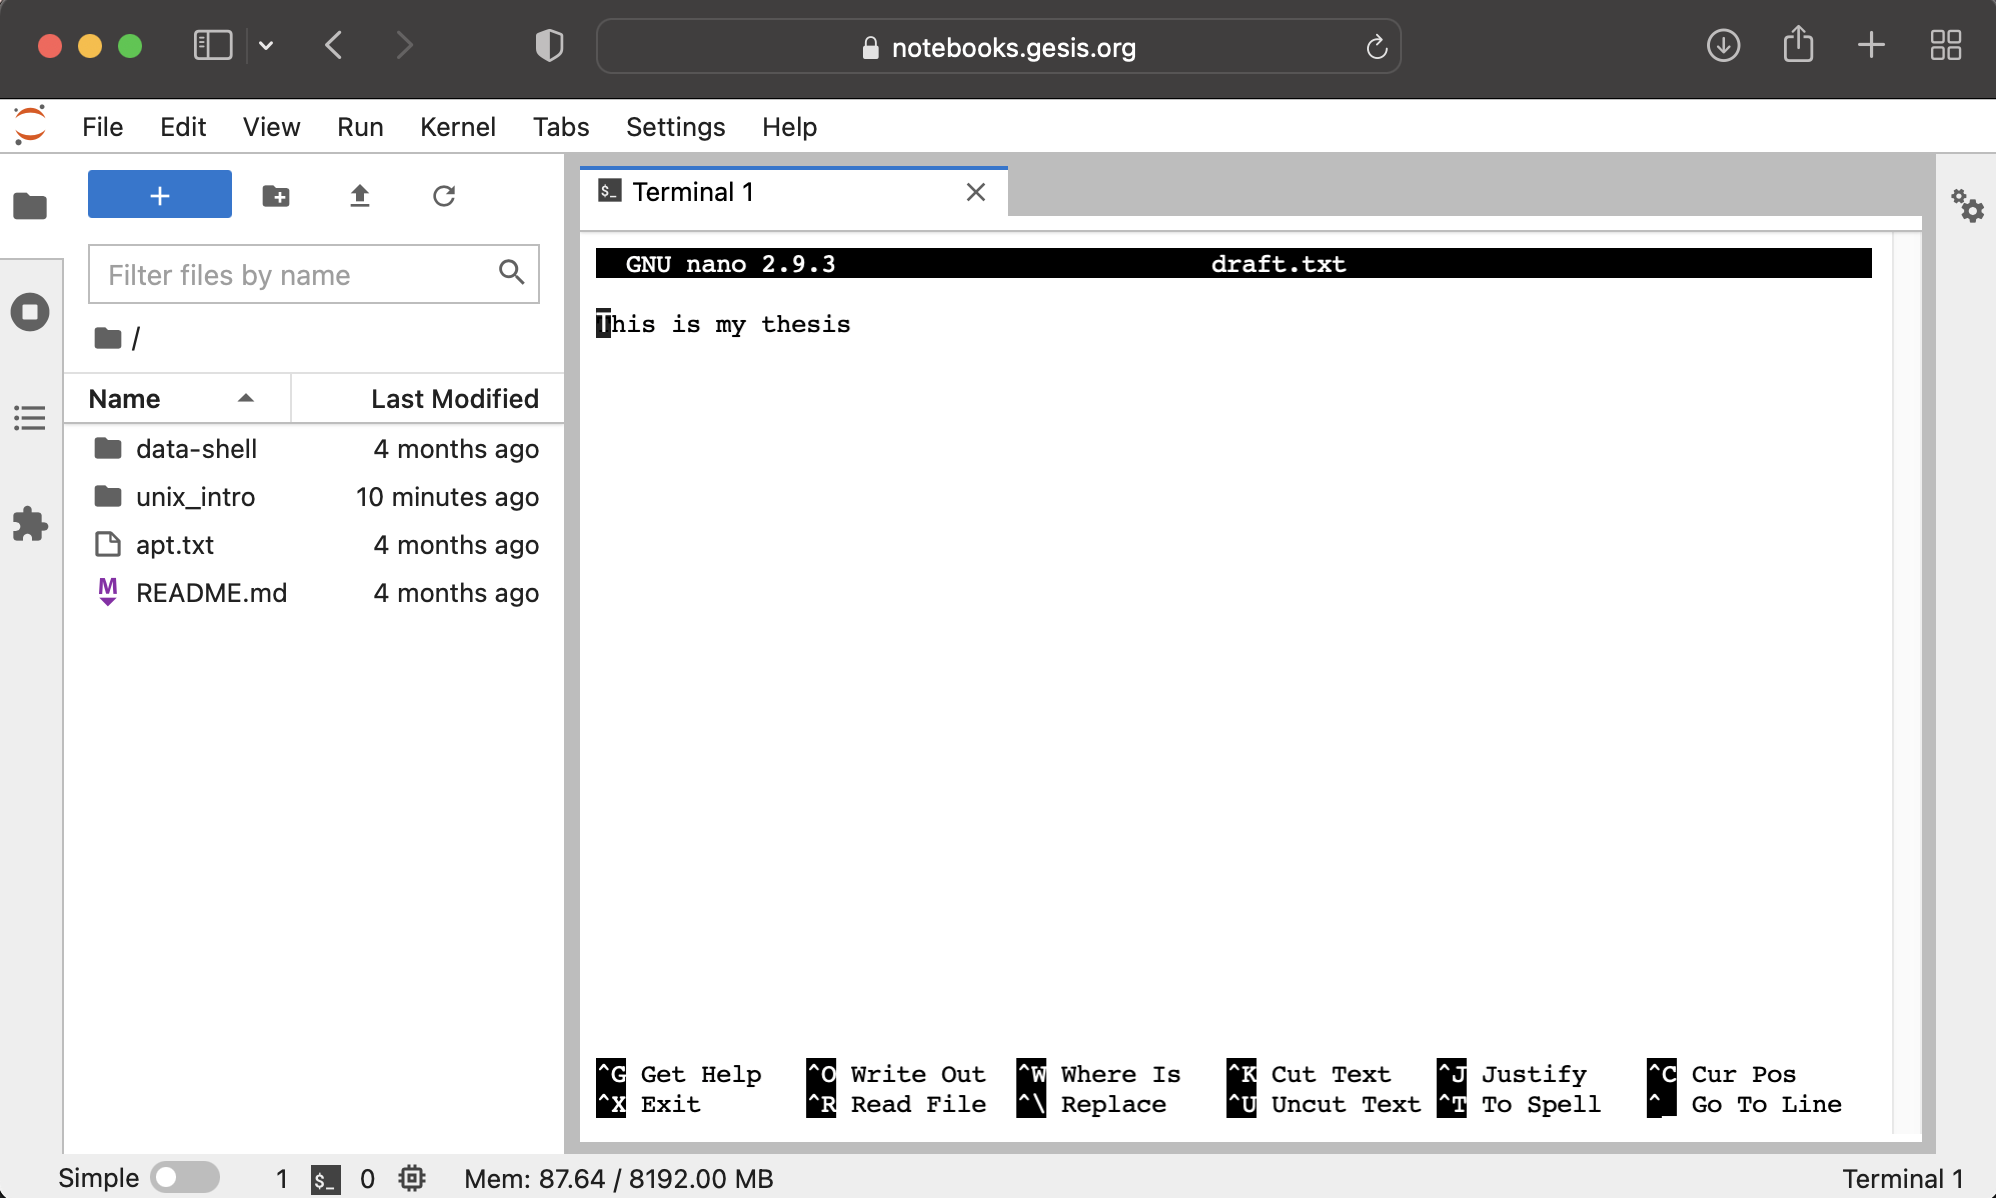 notebooks.gesis.org
File Edit View Run Kernel Tabs Settings Help
+
Filter files by name
/
Name Last Modified
data-shell 4 months ago
unix_intro 10 minutes ago
apt.txt 4 months ago
M README.md 4 months ago
$_ Terminal 1
GNU nano 2.9.3 draft.txt
This is my thesis
^G Get Help ^O Write Out ^W Where Is ^K Cut Text ^J Justify ^C Cur Pos
^X Exit ^R Read File ^\ Replace ^U Uncut Text ^T To Spell ^_ Go To Line
Simple 1 $_ 0 Mem: 87.64 / 8192.00 MB Terminal 1